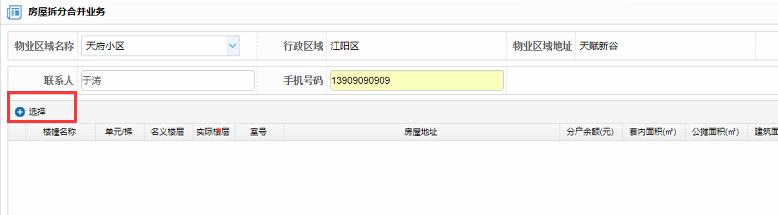 房屋拆分合并业务
物业区域名称 天府小区 行政区域 江阳区 物业区域地址 天赋新谷
联系人 于涛 手机号码 13909090909
选择
楼幢名称 单元/梯 名义楼层 实际楼层 室号 房屋地址 分户余额(元) 套内面积(㎡) 公摊面积(㎡) 建筑面